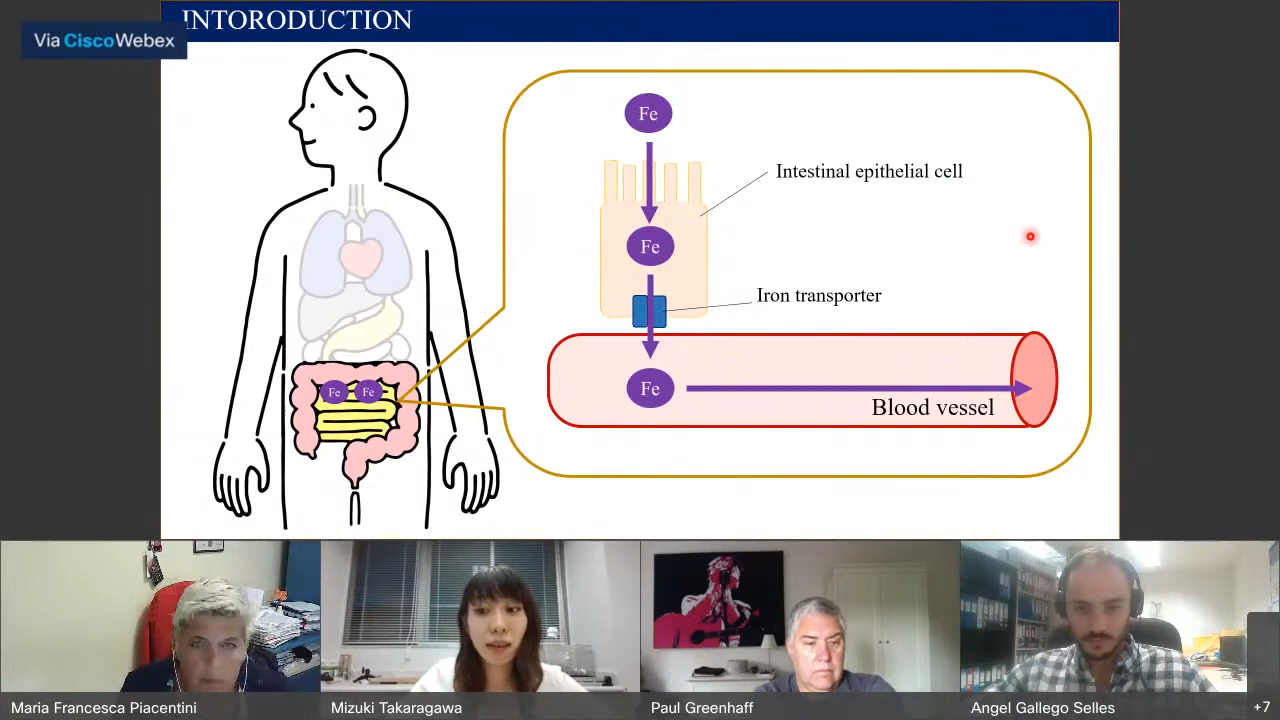 INTORODUCTION
Via CiscoWebex
Fe
Intestinal epithelial cell
Fe
Iron transporter
Fe
Fe
Fe
Blood vessel
Maria Francesca Piacentini
Mizuki Takaragawa
Paul Greenhaff
Angel Gallego Selles
+7